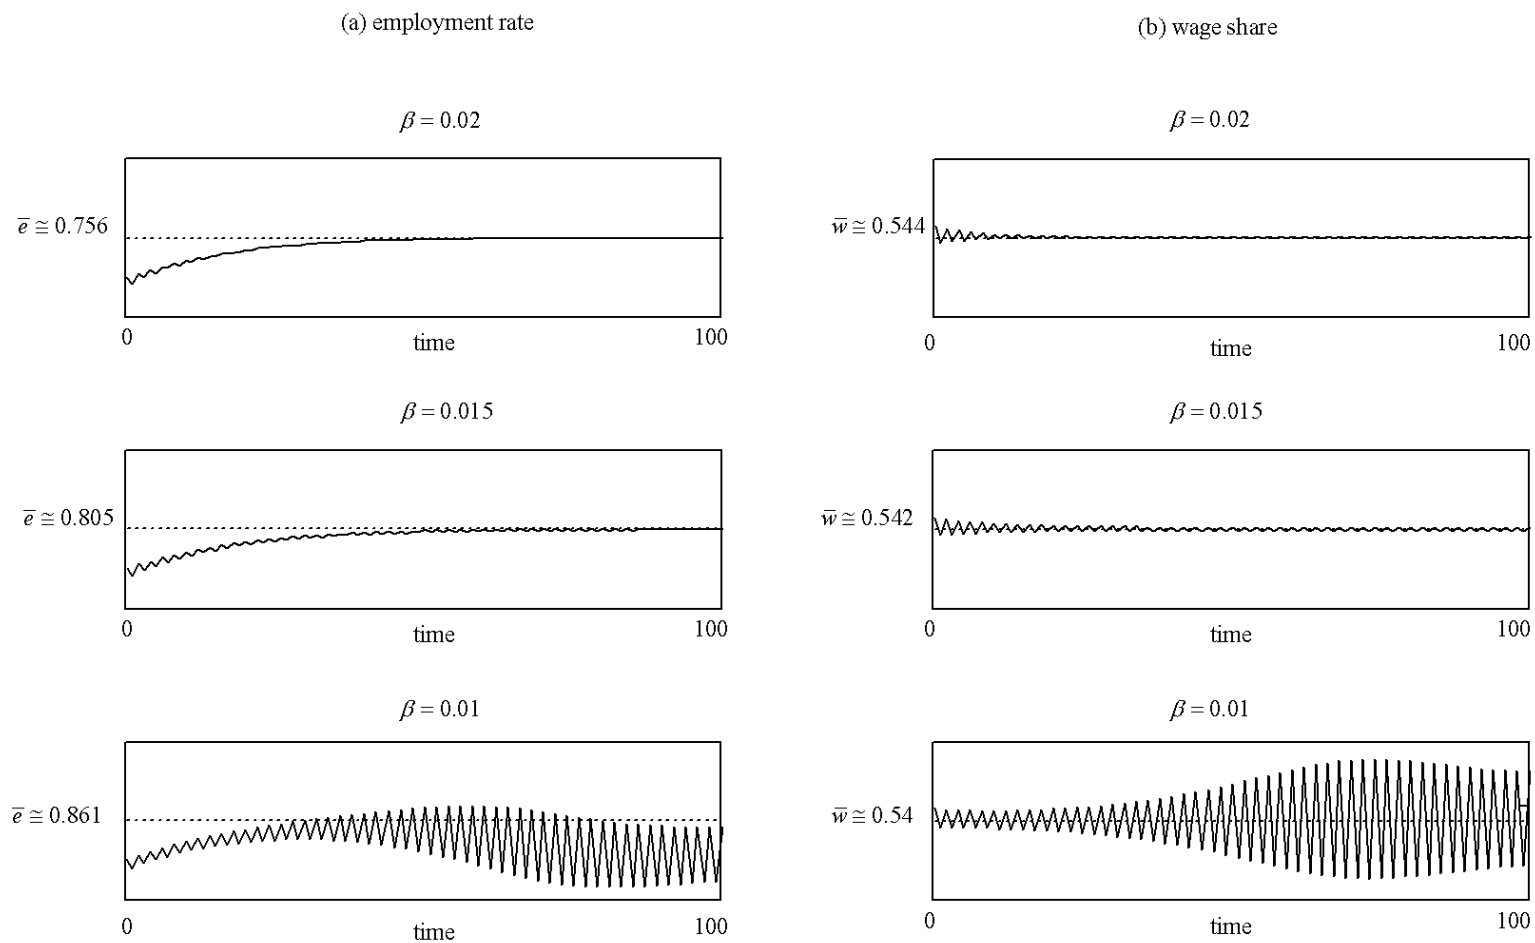 (a) employment rate
(b) wage share
β = 0.02
β = 0.02
e̅ ≅ 0.756
w̅ ≅ 0.544
0
100
time
0
100
time
β = 0.015
β = 0.015
e̅ ≅ 0.805
w̅ ≅ 0.542
0
100
time
0
100
time
β = 0.01
β = 0.01
e̅ ≅ 0.861
w̅ ≅ 0.54
0
100
time
0
100
time